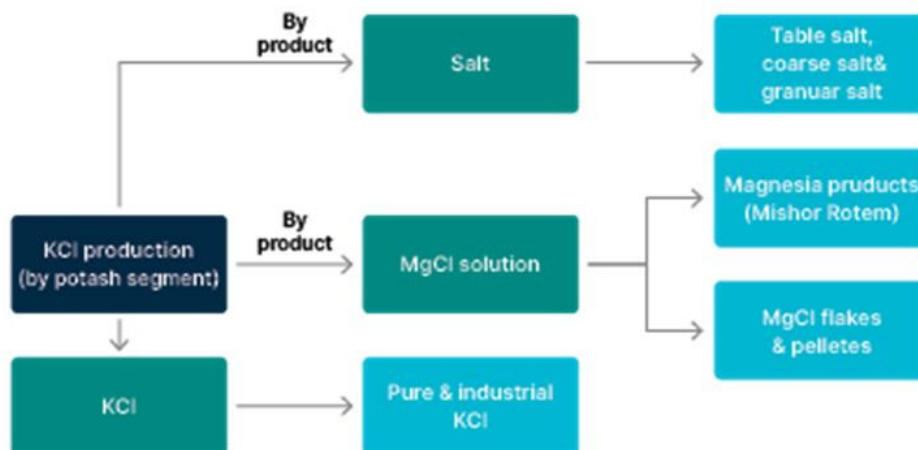 By
product
Salt
Table salt,
coarse salt&
granuar salt
KCl production
(by potash segment)
By
product
MgCl solution
Magnesia pruducts
(Mishor Rotem)
MgCl flakes
& pelletes
KCl
Pure & industrial
KCl